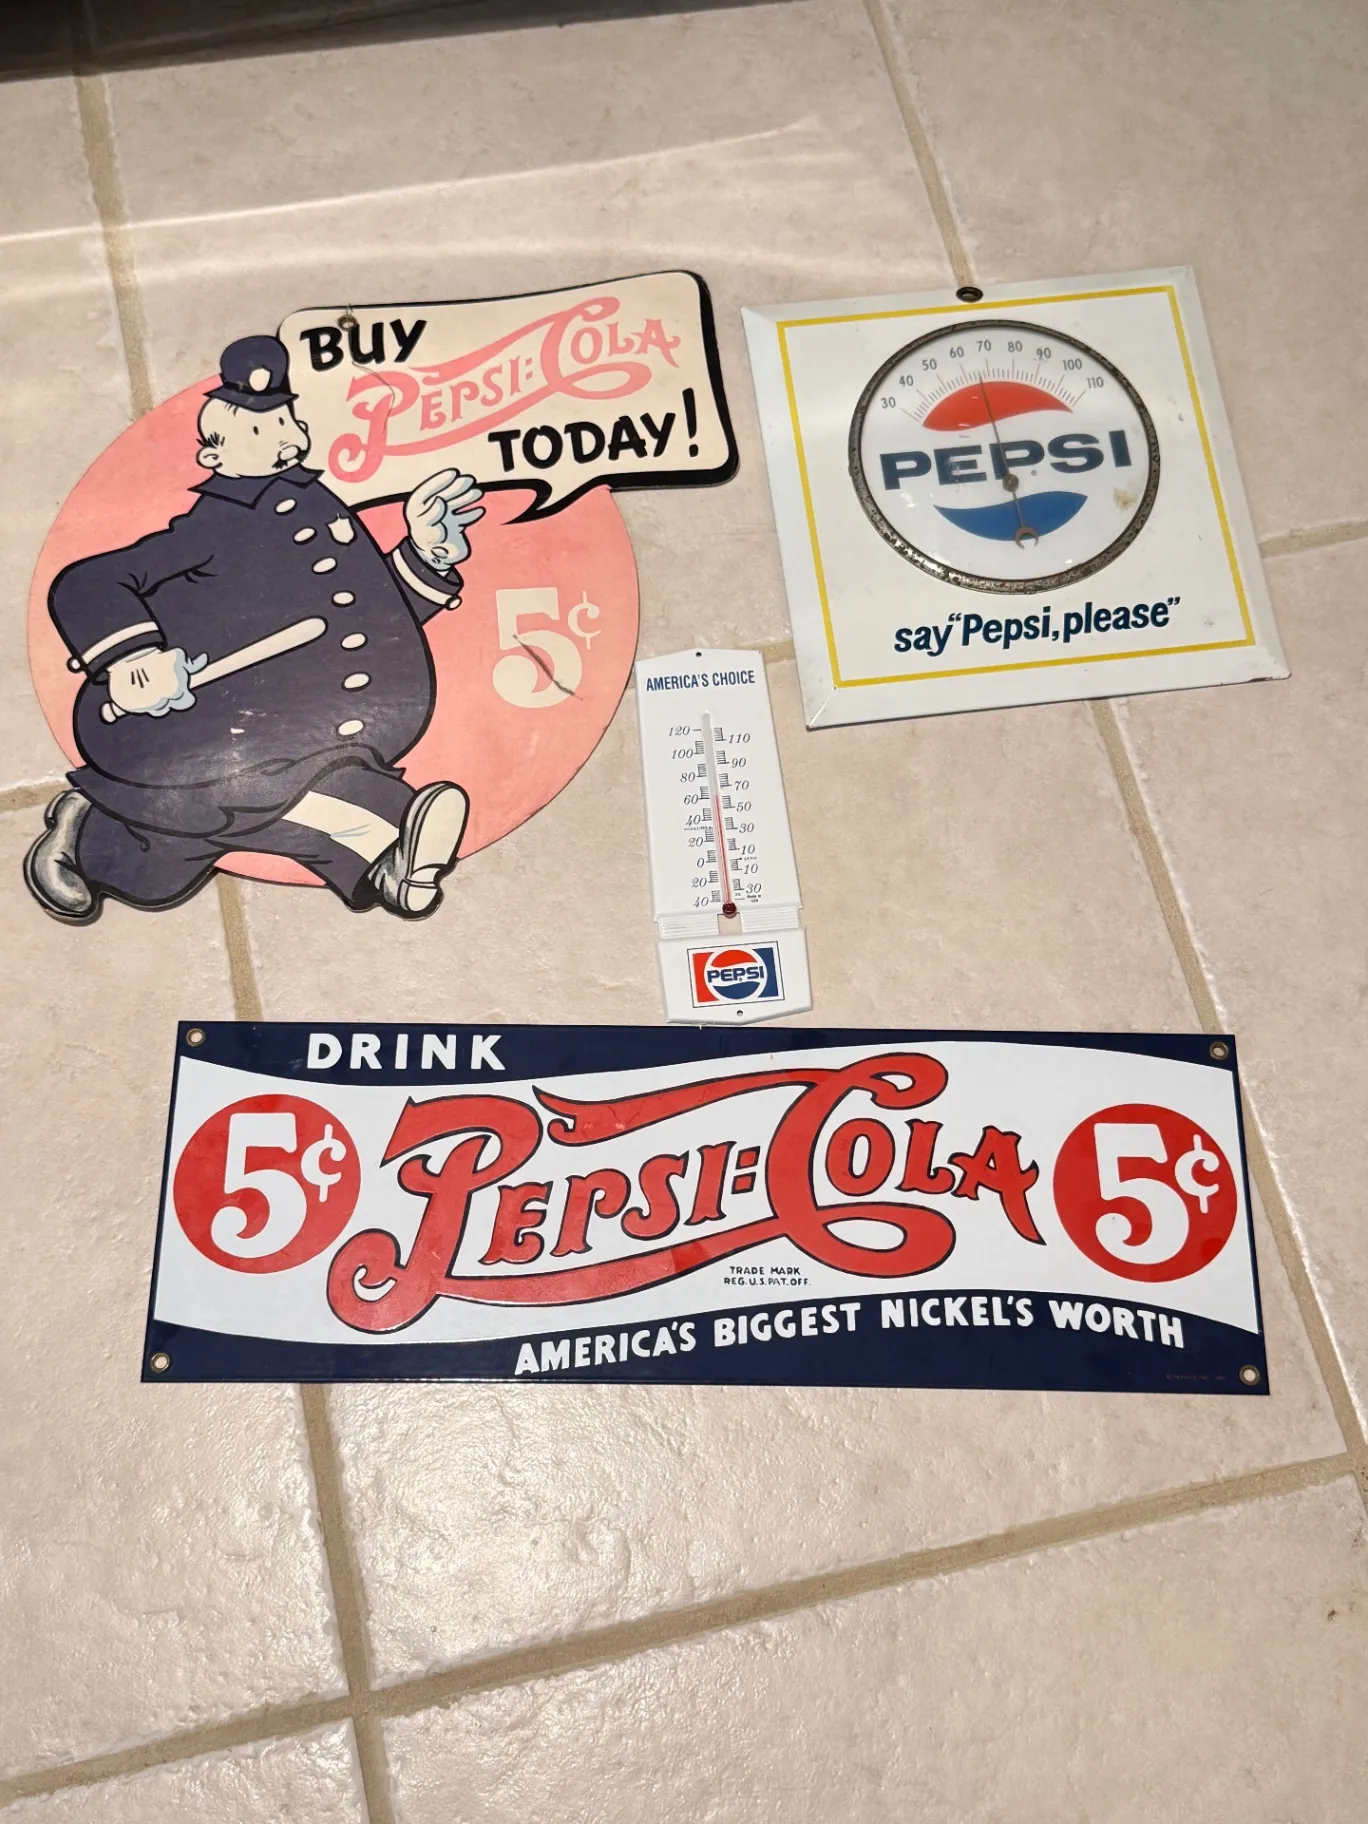 BUY
PEPSI:COLA
TODAY!
5¢
30 40 50 60 70 80 90 100 110
PEPSI
say "Pepsi, please"
AMERICA'S CHOICE
120
110
100
90
80
70
60
50
40
30
20
10
0
10
20
30
40
PEPSI
DRINK
5¢
PEPSI:COLA
5¢
TRADE MARK
REG. U.S. PAT. OFF.
AMERICA'S BIGGEST NICKEL'S WORTH